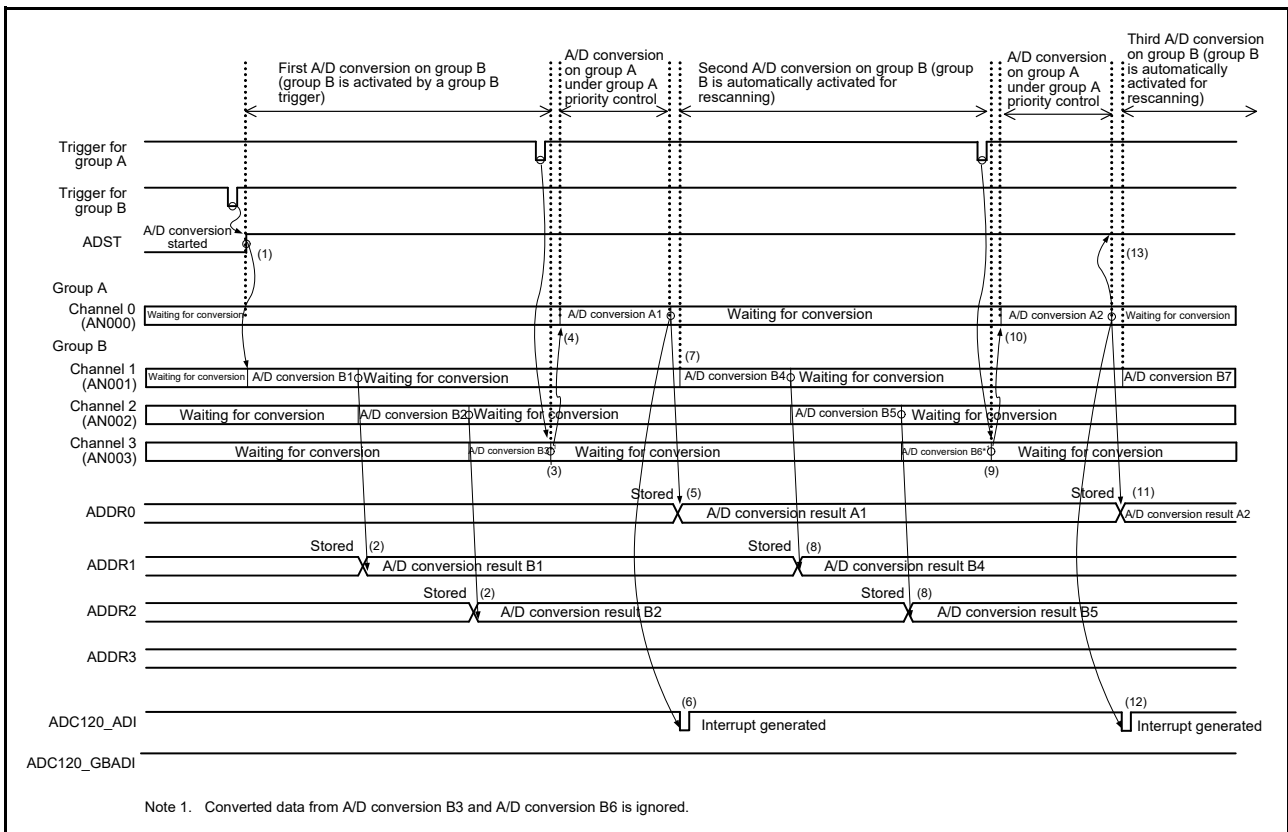 First A/D conversion on group B
(group B is activated by a group B
trigger)
A/D conversion
on group A
under group A
priority control
Second A/D conversion on group B (group
B is automatically activated for
rescanning)
A/D conversion
on group A
under group A
priority control
Third A/D conversion
on group B (group B
is automatically
activated for
rescanning)
Trigger for
group A
Trigger for
group B
A/D conversion
started
ADST
(1)
(13)
Group A
Channel 0
(AN000)
Waiting for conversion
A/D conversion A1
Waiting for conversion
A/D conversion A2
Waiting for conversion
(4)
(10)
Group B
(7)
Channel 1
(AN001)
Waiting for conversion
A/D conversion B1
Waiting for conversion
A/D conversion B4
Waiting for conversion
A/D conversion B7
Channel 2
(AN002)
Waiting for conversion
A/D conversion B2
Waiting for conversion
A/D conversion B5
Waiting for conversion
Channel 3
(AN003)
Waiting for conversion
A/D conversion B3
Waiting for conversion
A/D conversion B6*
Waiting for conversion
(3)
(9)
ADDR0
Stored
(5)
A/D conversion result A1
Stored
(11)
A/D conversion result A2
ADDR1
Stored
(2)
A/D conversion result B1
Stored
(8)
A/D conversion result B4
ADDR2
Stored
(2)
A/D conversion result B2
Stored
(8)
A/D conversion result B5
ADDR3
ADC120_ADI
(6)
Interrupt generated
(12)
Interrupt generated
ADC120_GBADI
Note 1. Converted data from A/D conversion B3 and A/D conversion B6 is ignored.